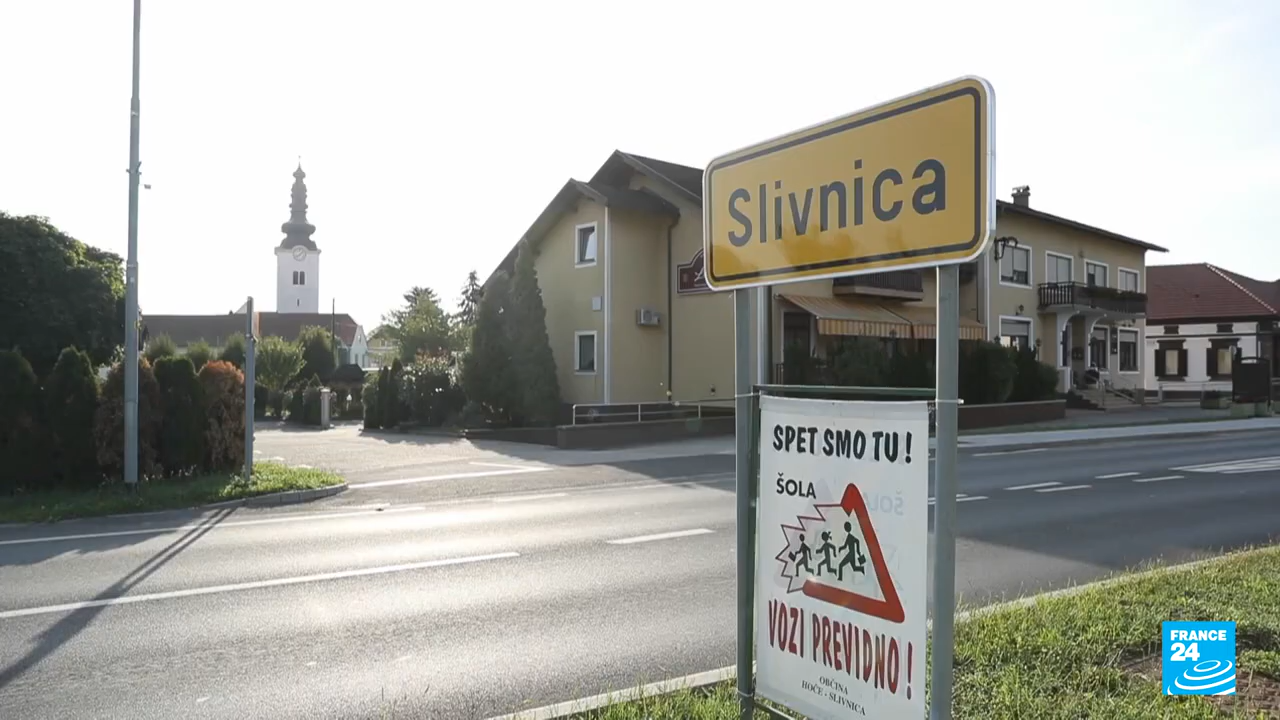 Slivnica
SPET SMO TU!
ŠOLA
VOZI PREVIDNO!
OBČINA
HOČE - SLIVNICA
FRANCE
24